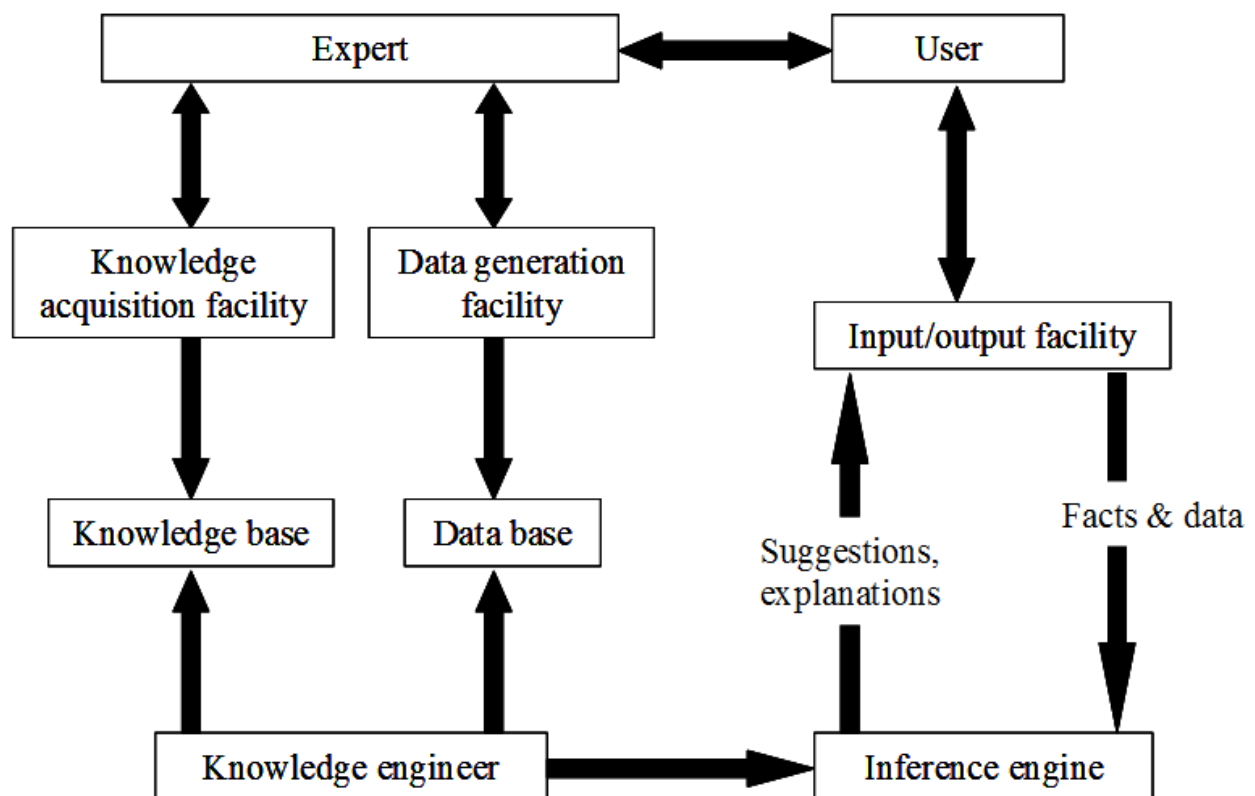 Expert
User
Knowledge
acquisition facility
Data generation
facility
Input/output facility
Knowledge base
Data base
Suggestions,
explanations
Facts & data
Knowledge engineer
Inference engine